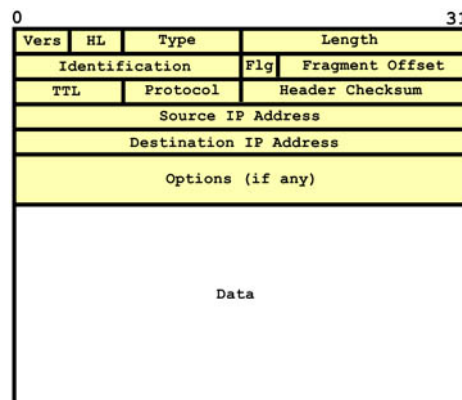 0 31
Vers HL Type Length
Identification Flg Fragment Offset
TTL Protocol Header Checksum
Source IP Address
Destination IP Address
Options (if any)
Data